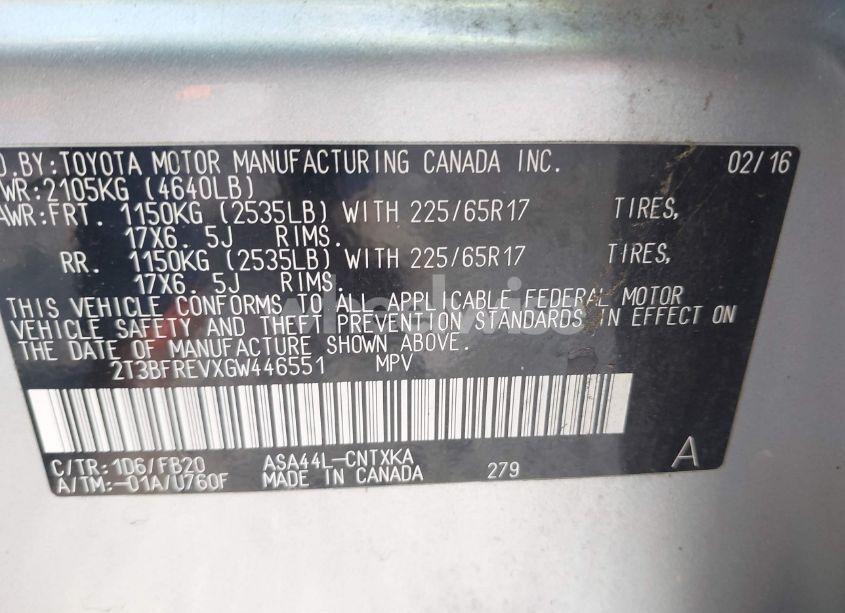 D.BY:TOYOTA MOTOR MANUFACTURING CANADA INC. 02/16
WR:2105KG (4640LB)
AWR:FRT. 1150KG (2535LB) WITH 225/65R17 TIRES,
17X6. 5J RIMS.
RR. 1150KG (2535LB) WITH 225/65R17 TIRES,
17X6. 5J RIMS.
THIS VEHICLE CONFORMS TO ALL APPLICABLE FEDERAL MOTOR
VEHICLE SAFETY AND THEFT PREVENTION STANDARDS IN EFFECT ON
THE DATE OF MANUFACTURE SHOWN ABOVE.
2T3BFREVXGW446551 MPV
C/TR:1D6/FB20 ASA44L-CNTXKA
A/TM:-01A/U760F MADE IN CANADA 279 A